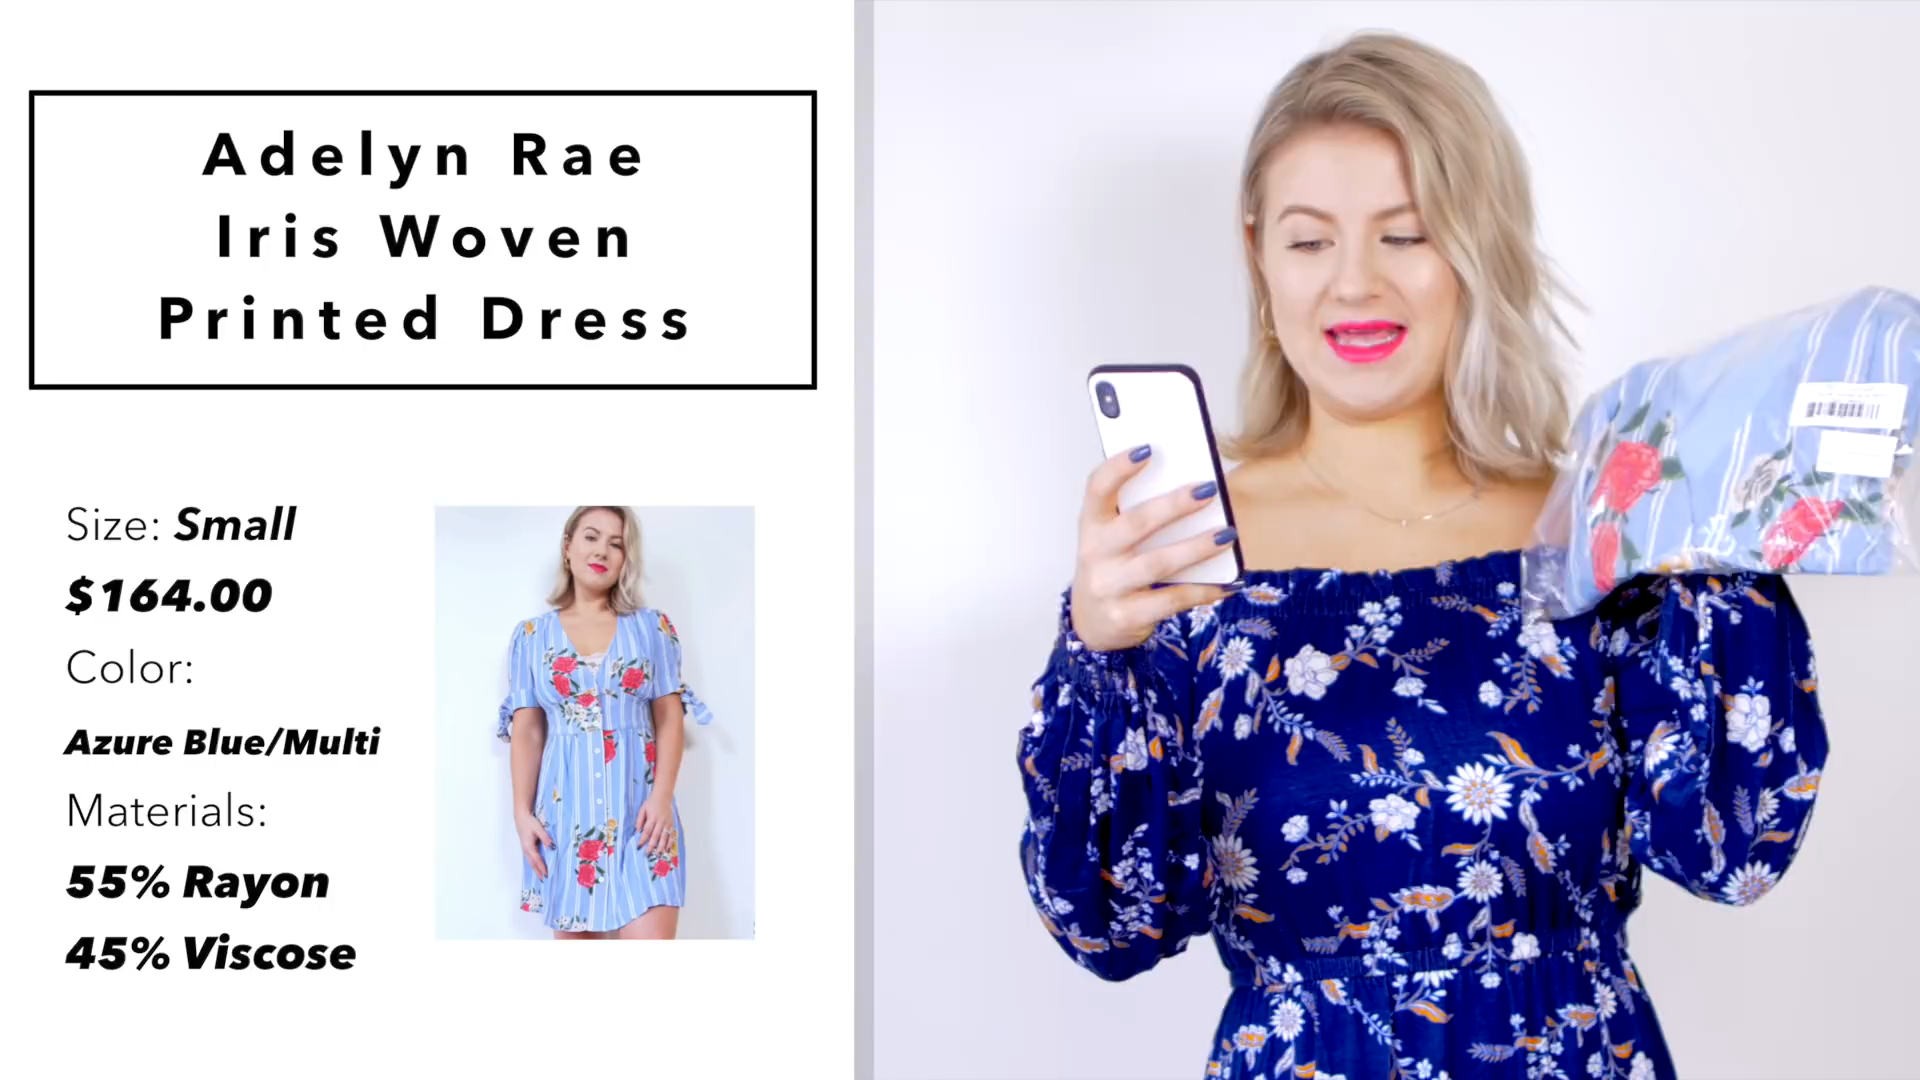 Adelyn Rae
Iris Woven
Printed Dress
Size: Small
$164.00
Color:
Azure Blue/Multi
Materials:
55% Rayon
45% Viscose